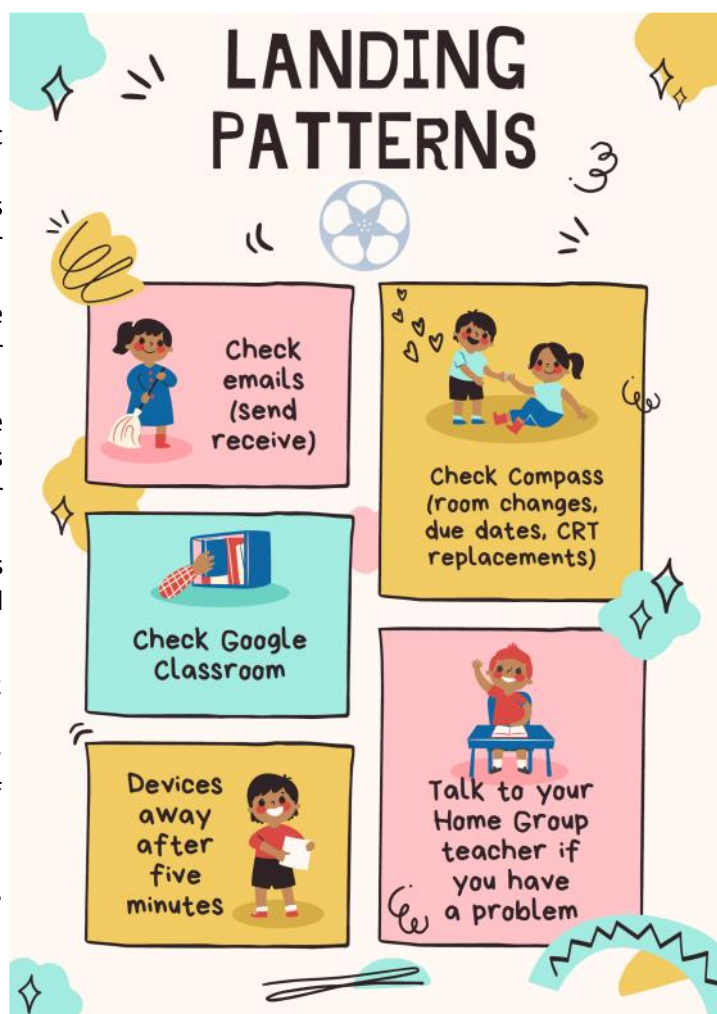 LANDING
PATTERNS
Check
emails
(send
receive)
Check Compass
(room changes,
due dates, CRT
replacements)
Check Google
Classroom
Talk to your
Home Group
teacher if
you have
a problem
Devices
away
after
five
minutes